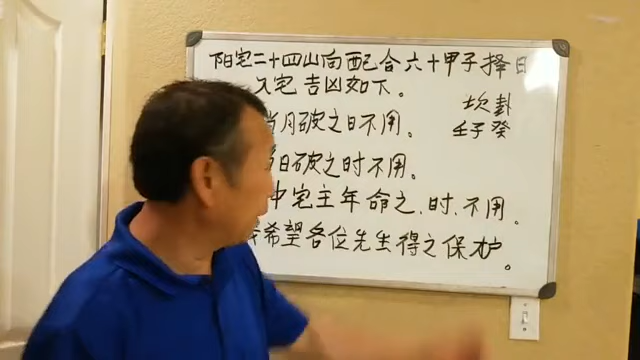 阳宅二十四山向配合六十甲子择日
入宅吉凶如下。
坎卦
壬子癸
当月破之日不用。
日破之时不用。
中宅主年命之.时.不用.
希望各位先生得之保护。